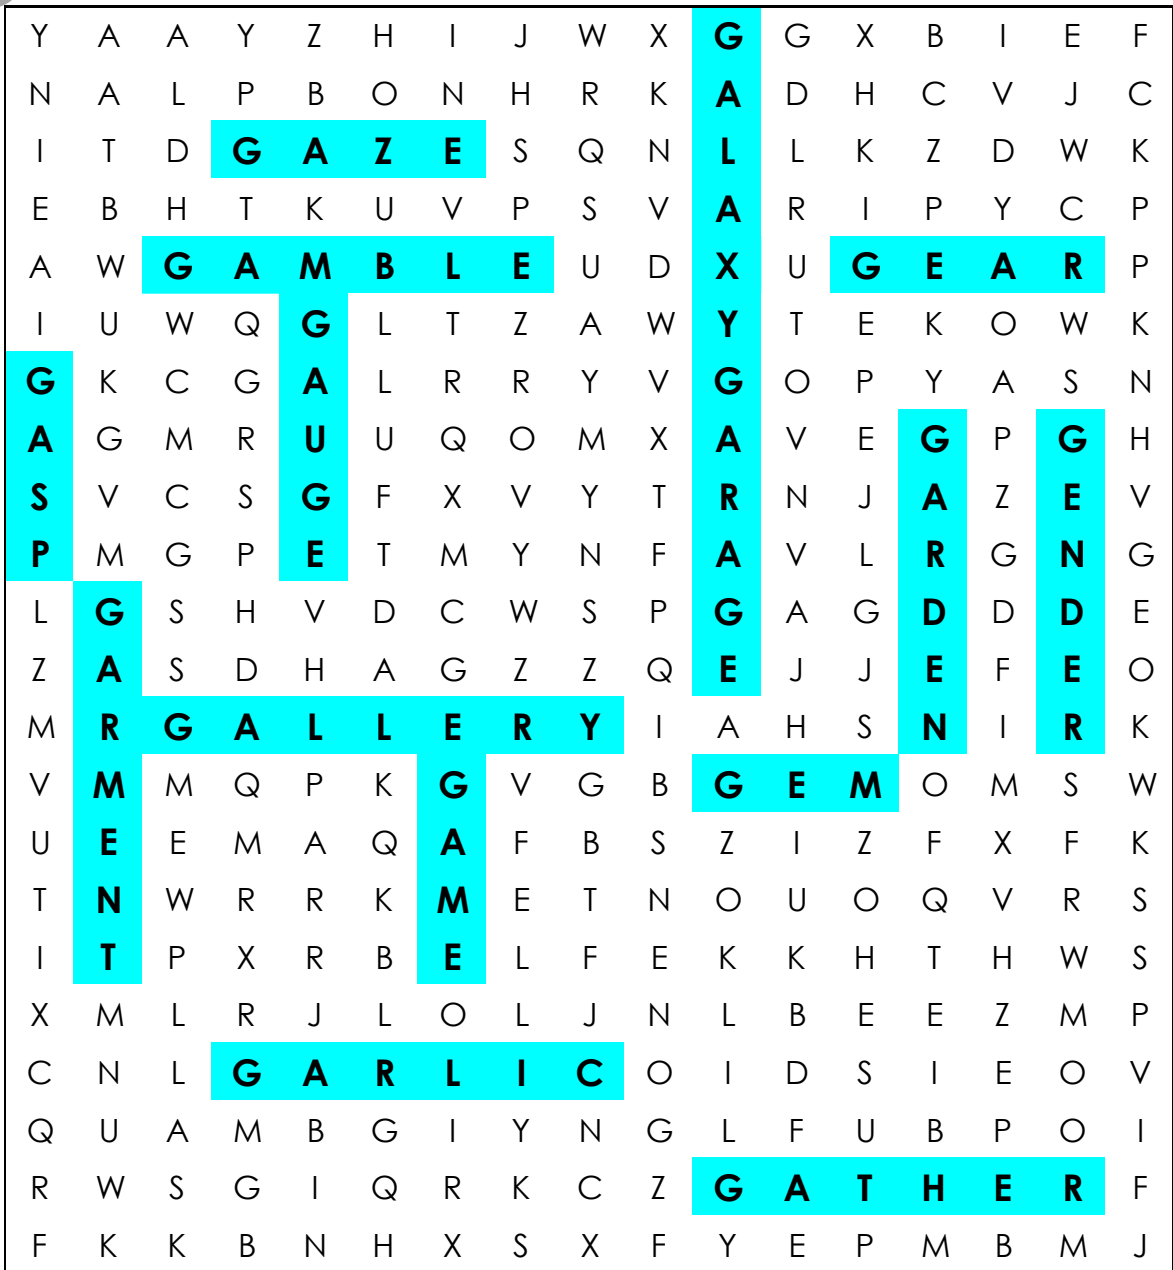 Y A A Y Z H I J W X G G X B I E F
N A L P B O N H R K A D H C V J C
I T D G A Z E S Q N L L K Z D W K
E B H T K U V P S V A R I P Y C P
A W G A M B L E U D X U G E A R P
I U W Q G L T Z A W Y T E K O W K
G K C G A L R R Y V G O P Y A S N
A G M R U U Q O M X A V E G P G H
S V C S G F X V Y T R N J A Z E V
P M G P E T M Y N F A V L R G N G
L G S H V D C W S P G A G D D D E
Z A S D H A G Z Z Q E J J E F E O
M R G A L L E R Y I A H S N I R K
V M M Q P K G V G B G E M O M S W
U E E M A Q A F B S Z I Z F X F K
T N W R R K M E T N O U O Q V R S
I T P X R B E L F E K K H T H W S
X M L R J L O L J N L B E E Z M P
C N L G A R L I C O I D S I E O V
Q U A M B G I Y N G L F U B P O I
R W S G I Q R K C Z G A T H E R F
F K K B N H X S X F Y E P M B M J